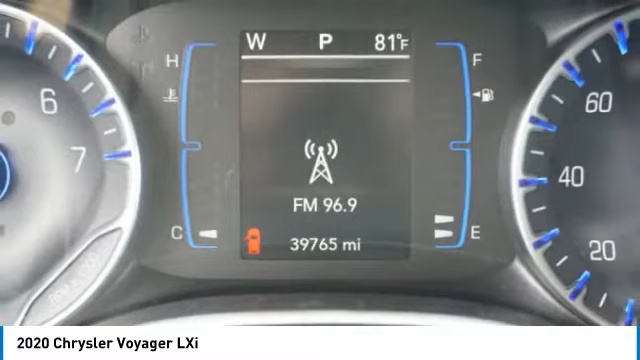 W P 81°F
H F
6 60
7 40
FM 96.9
C E
39765 mi
20
2020 Chrysler Voyager LXi